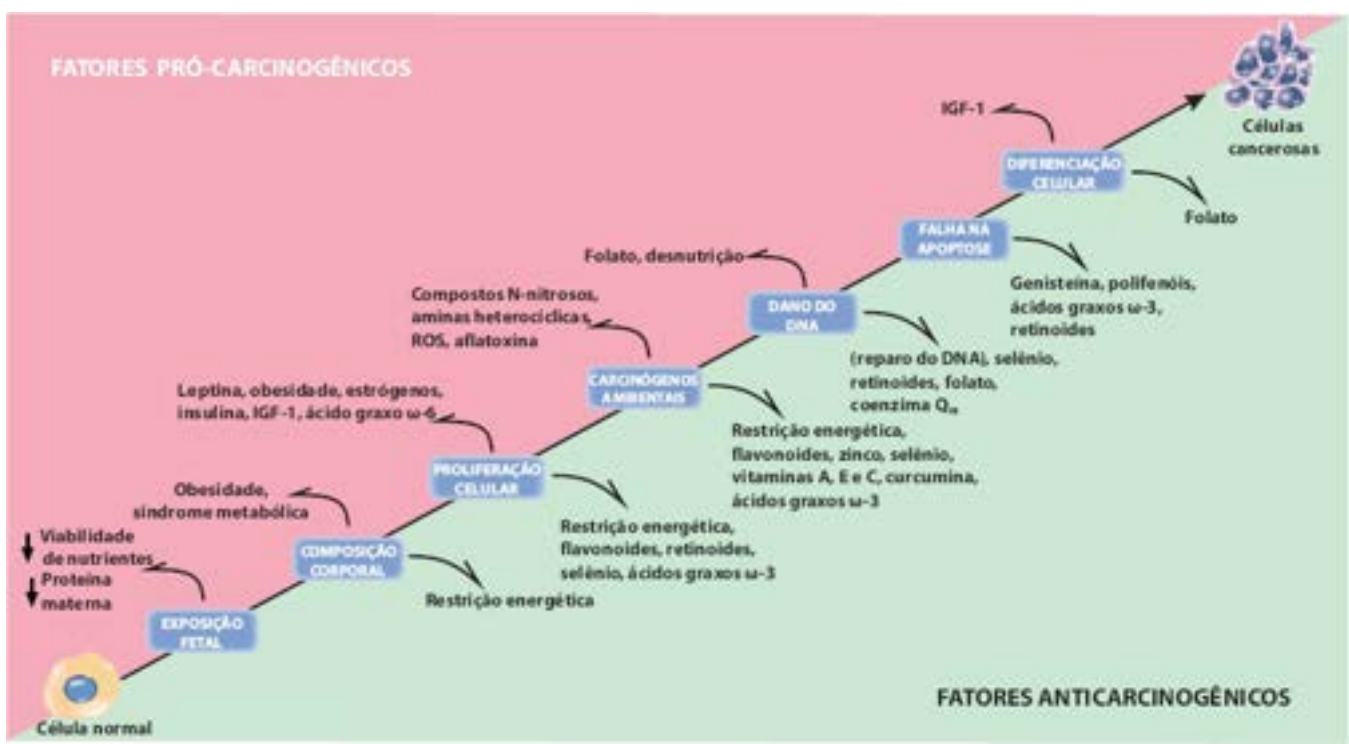 FATORES PRÓ-CARCINOGÊNICOS
IGF-1
Células
cancerosas
DIFERENCIAÇÃO
CELULAR
Folato
FALHA NA
APOPTOSE
Folato, desnutrição
Genisteína, polifenóis,
ácidos graxos ω-3,
retinoides
Compostos N-nitrosos,
aminas heterocíclicas,
ROS, aflatoxina
DANO DO
DNA
(reparo do DNA), selênio,
retinoides, folato,
coenzima Q₁₀
Leptina, obesidade, estrógenos,
insulina, IGF-1, ácido graxo ω-6
CARCINÓGENOS
AMBIENTAIS
Restrição energética,
flavonoides, zinco, selênio,
vitaminas A, E e C, curcumina,
ácidos graxos ω-3
PROLIFERAÇÃO
CELULAR
Obesidade,
síndrome metabólica
Restrição energética,
flavonoides, retinoides,
selênio, ácidos graxos ω-3
Viabilidade
de nutrientes
Proteína
materna
COMPOSIÇÃO
CORPORAL
Restrição energética
EXPOSIÇÃO
FETAL
Célula normal
FATORES ANTICARCINOGÊNICOS